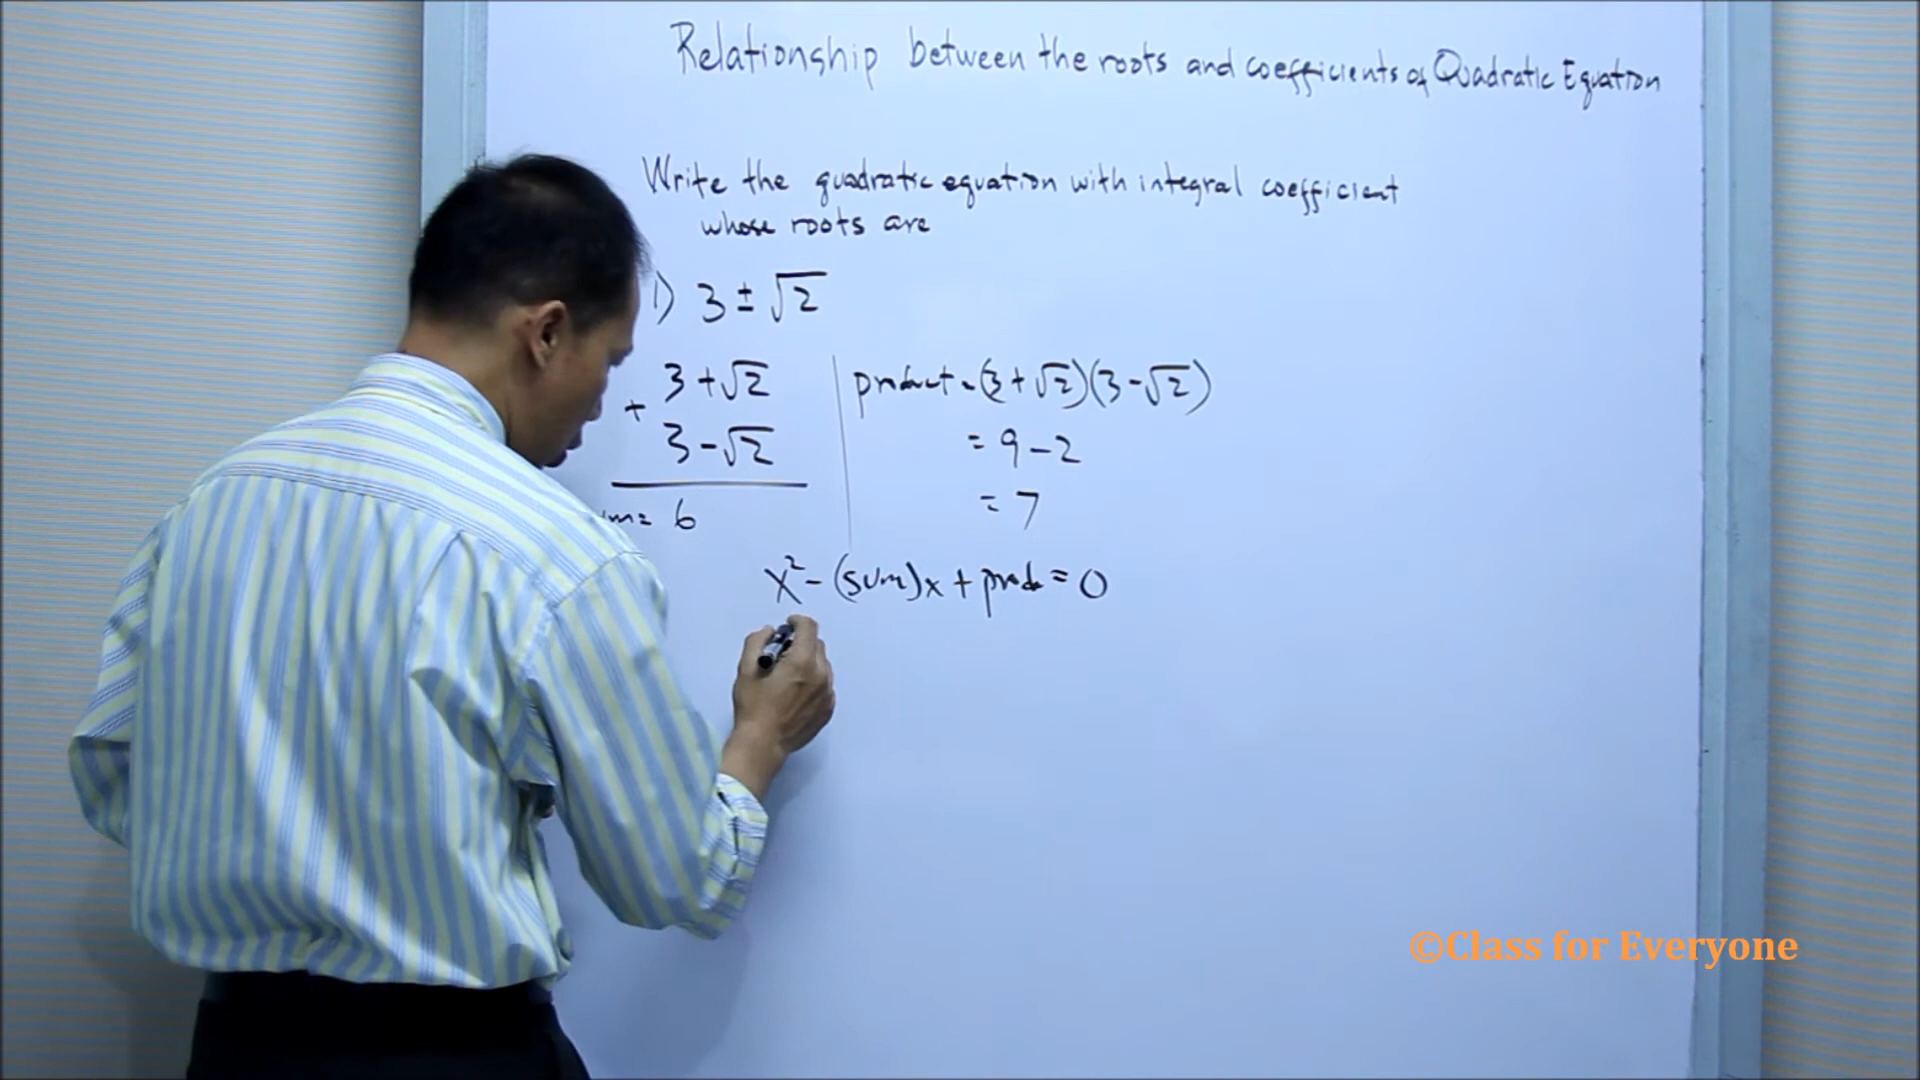 Relationship between the roots and coefficients of Quadratic Equation
Write the quadratic equation with integral coefficient
whose roots are
1) 3 ± √2
3 + √2
+
3 - √2
= 6
product = (3 + √2)(3 - √2)
= 9 - 2
= 7
x² - (sum)x + prod = 0
©Class for Everyone